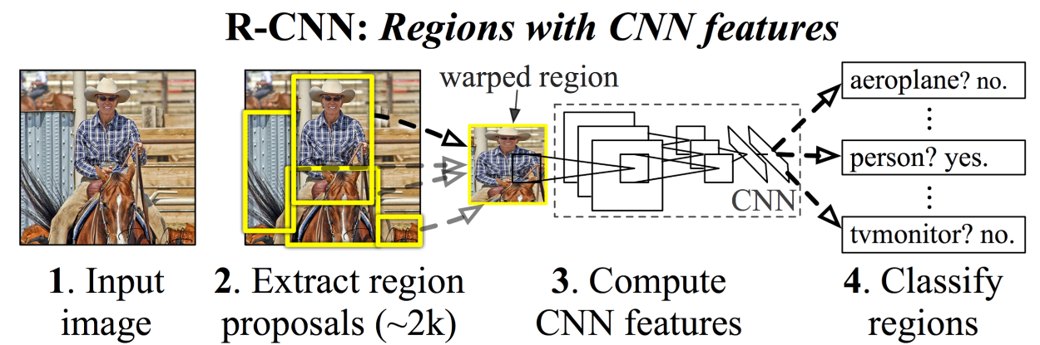 R-CNN: Regions with CNN features
warped region
aeroplane? no.
person? yes.
tvmonitor? no.
CNN
1. Input
image
2. Extract region
proposals (~2k)
3. Compute
CNN features
4. Classify
regions